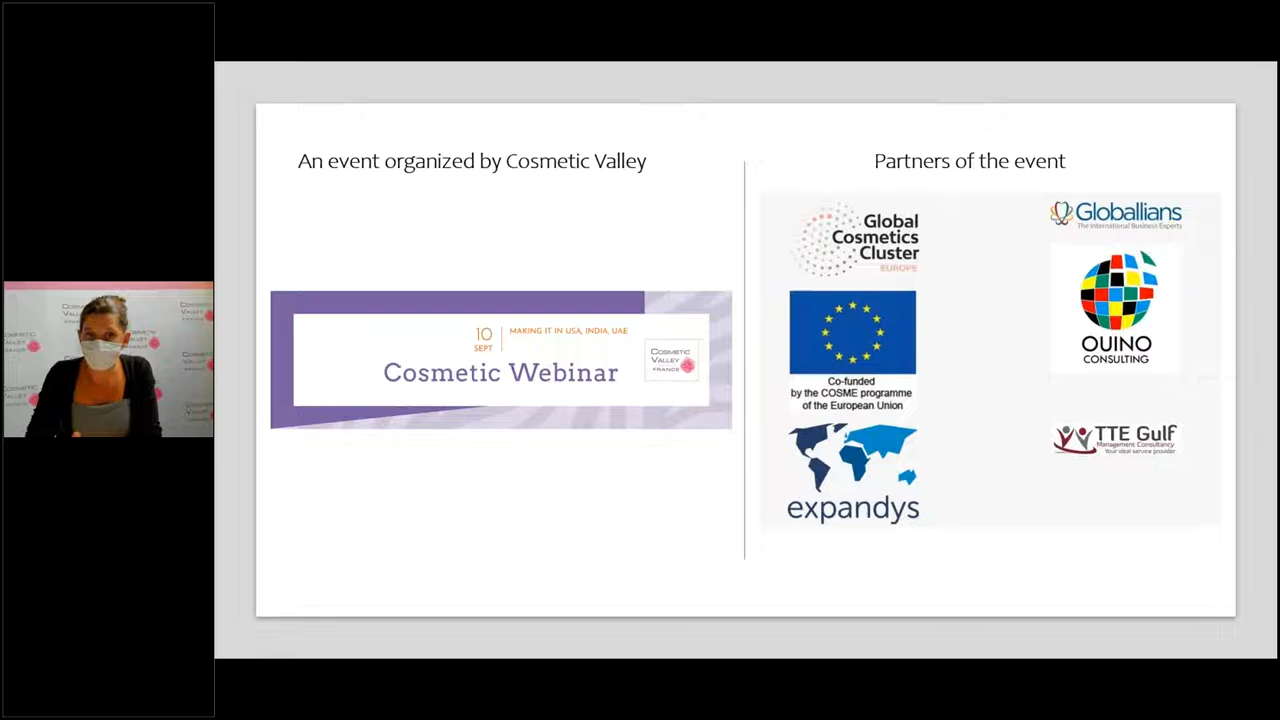 An event organized by Cosmetic Valley
10
SEPT
MAKING IT IN USA, INDIA, UAE
Cosmetic Webinar
COSMETIC
VALLEY
FRANCE
Partners of the event
Global
Cosmetics
Cluster
EUROPE
Co-funded
by the COSME programme
of the European Union
expandys
Globallians
The International Business Experts
OUINO
CONSULTING
TTE Gulf
Management Consultancy
Your ideal service provider